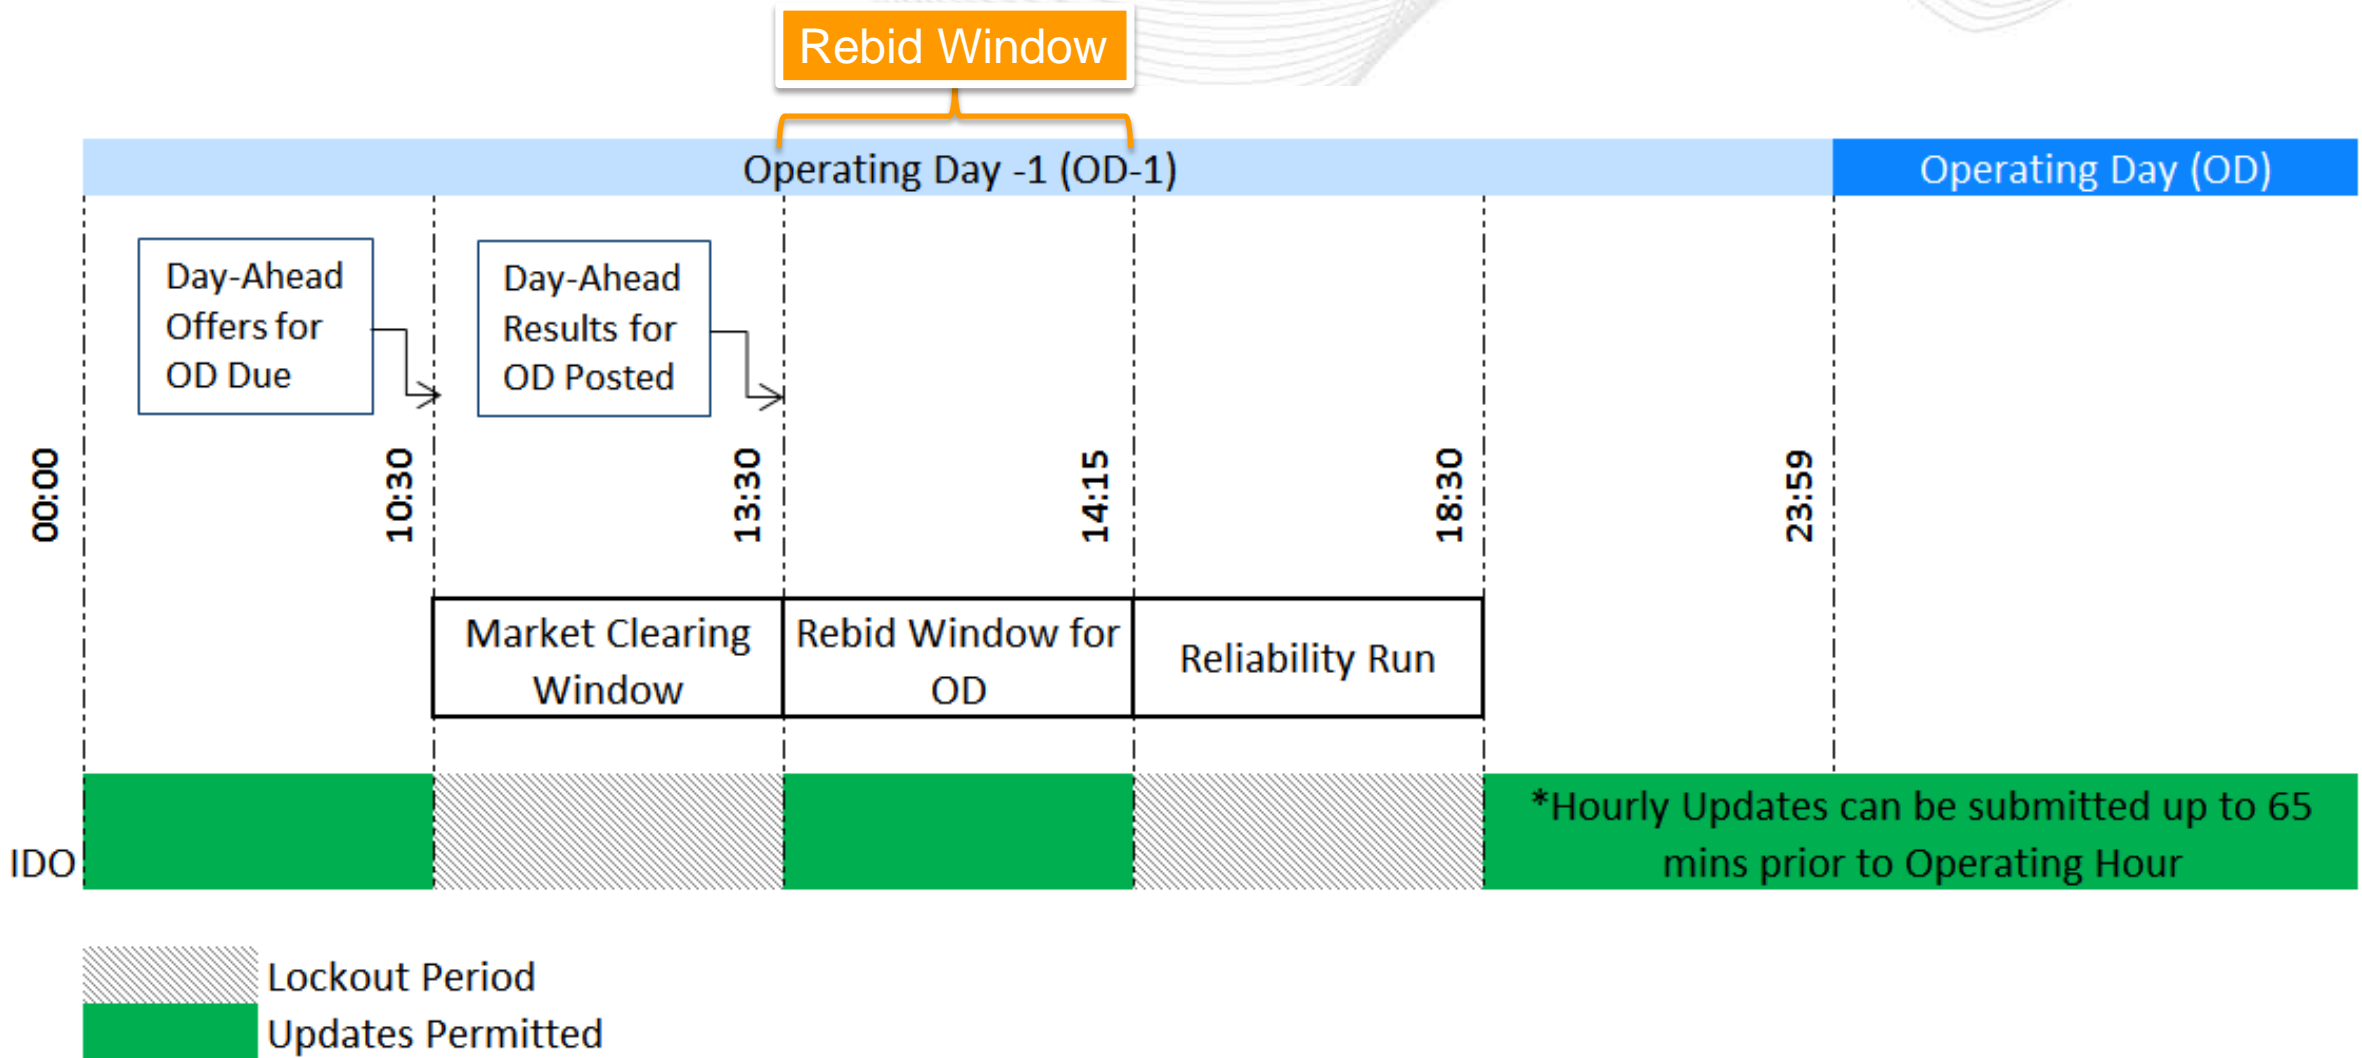 Rebid Window
Operating Day -1 (OD-1)
Operating Day (OD)
Day-Ahead
Offers for
OD Due
Day-Ahead
Results for
OD Posted
00:00
10:30
13:30
14:15
18:30
23:59
Market Clearing
Window
Rebid Window for
OD
Reliability Run
IDO
*Hourly Updates can be submitted up to 65
mins prior to Operating Hour
Lockout Period
Updates Permitted